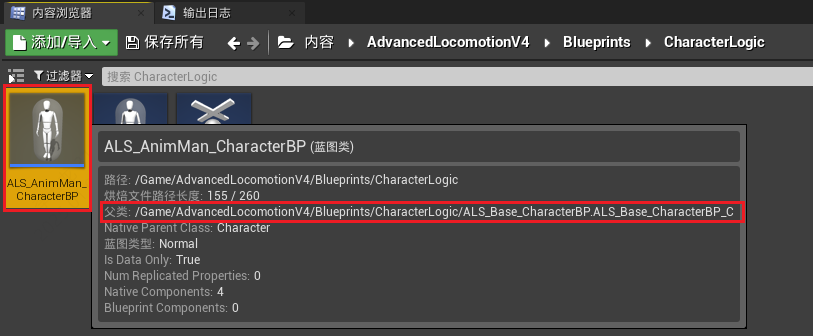 内容浏览器
输出日志
添加/导入
保存所有
内容
AdvancedLocomotionV4
Blueprints
CharacterLogic
过滤器
搜索 CharacterLogic
ALS_AnimMan_
CharacterBP
ALS_AnimMan_CharacterBP (蓝图类)
路径: /Game/AdvancedLocomotionV4/Blueprints/CharacterLogic
烘焙文件路径长度: 155 / 260
父类: /Game/AdvancedLocomotionV4/Blueprints/CharacterLogic/ALS_Base_CharacterBP.ALS_Base_CharacterBP_C
Native Parent Class: Character
蓝图类型: Normal
Is Data Only: True
Num Replicated Properties: 0
Native Components: 4
Blueprint Components: 0